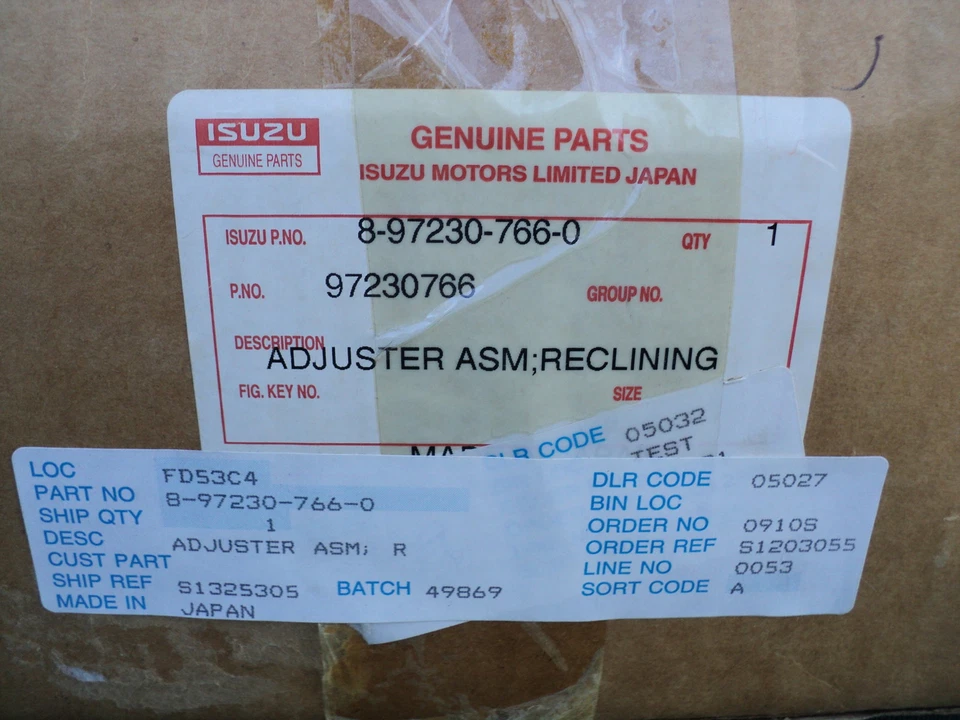 ISUZU
GENUINE PARTS
GENUINE PARTS
ISUZU MOTORS LIMITED JAPAN
ISUZU P.NO. 8-97230-766-0 QTY 1
P.NO. 97230766 GROUP NO.
DESCRIPTION
ADJUSTER ASM;RECLINING
FIG. KEY NO. SIZE
CODE 05032
TEST
LOC FD53C4 DLR CODE 05027
PART NO 8-97230-766-0 BIN LOC
SHIP QTY 1 ORDER NO 0910S
DESC ADJUSTER ASM; R ORDER REF S1203055
CUST PART LINE NO 0053
SHIP REF S1325305 BATCH 49869 SORT CODE A
MADE IN JAPAN